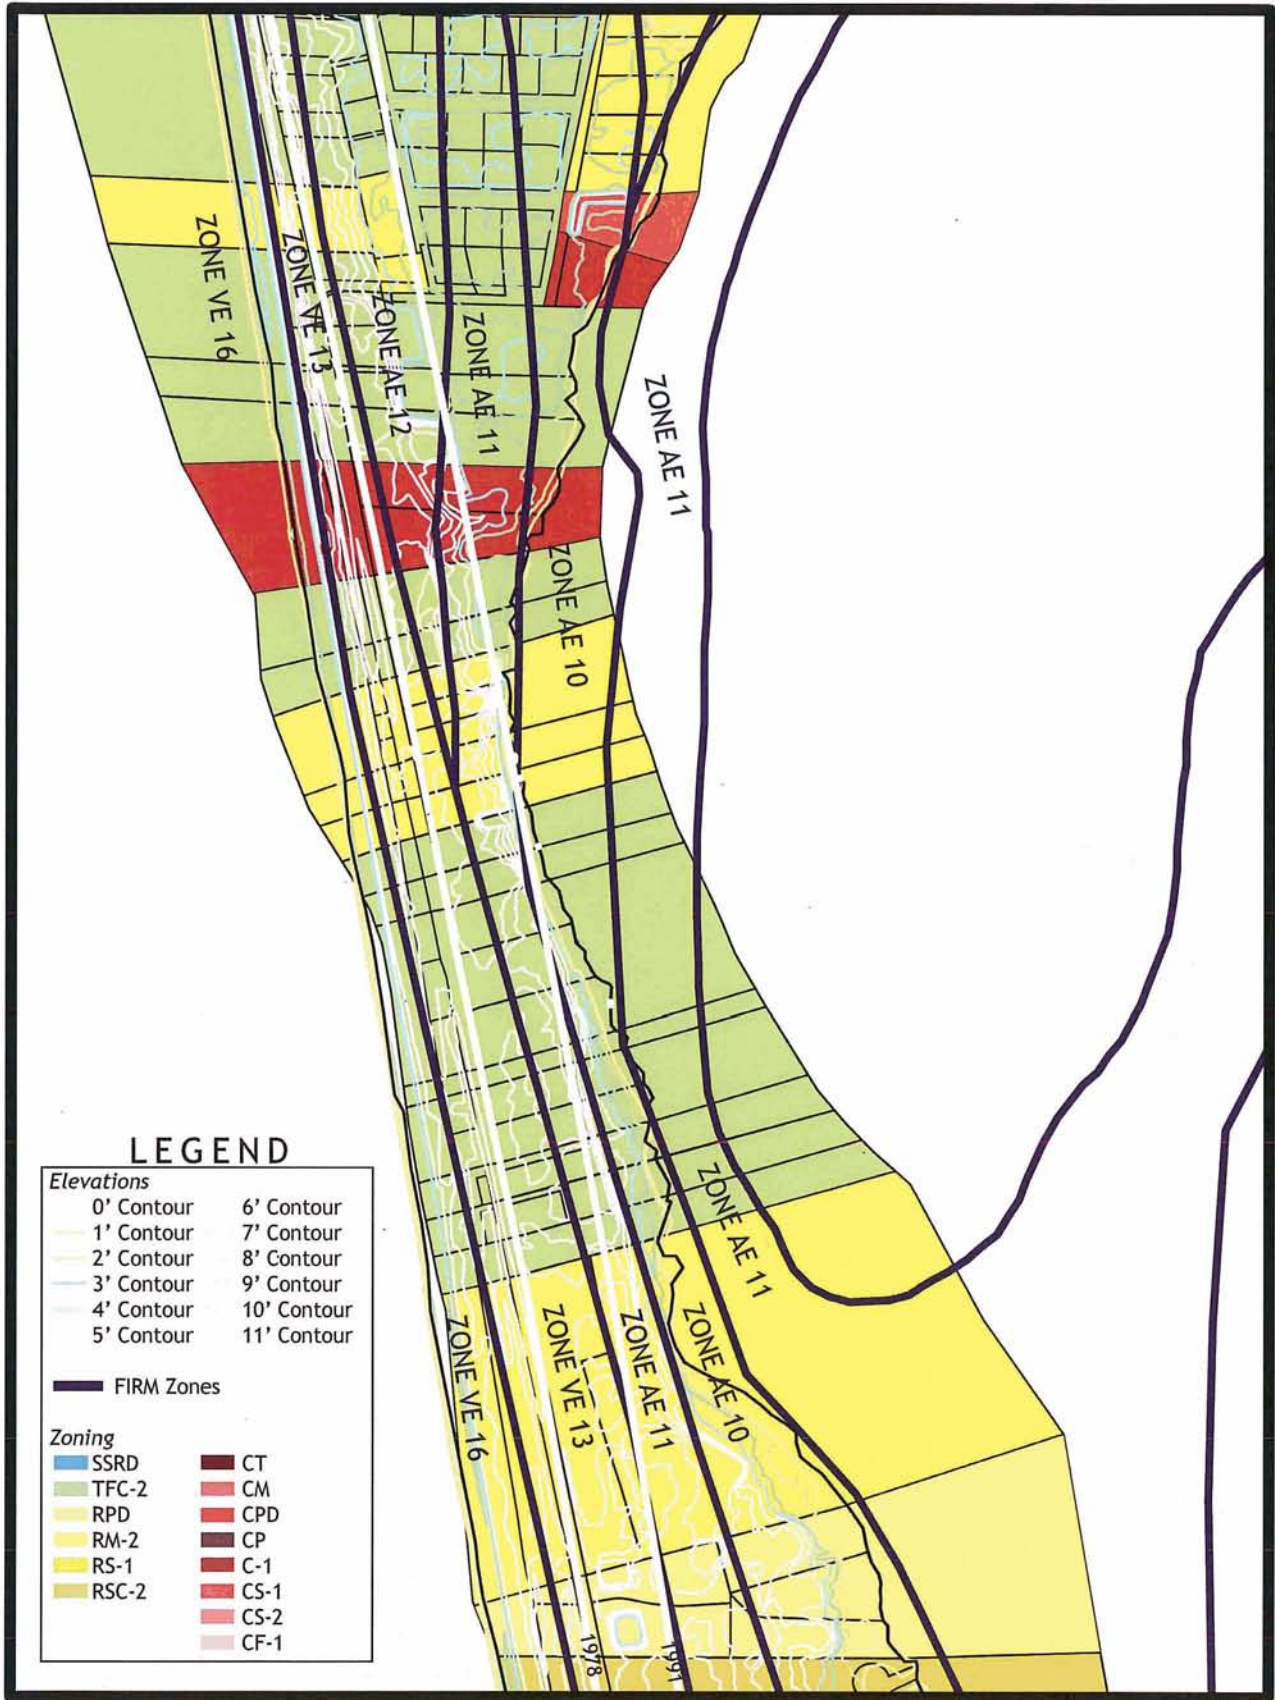 ZONE VE 16
ZONE VE 13
ZONE AE 12
ZONE AE 11
ZONE AE 11
ZONE AE 10
ZONE AE 11
ZONE VE 16
ZONE VE 13
ZONE AE 11
ZONE AE 10
1978
1991
LEGEND
Elevations
0' Contour 6' Contour
1' Contour 7' Contour
2' Contour 8' Contour
3' Contour 9' Contour
4' Contour 10' Contour
5' Contour 11' Contour
FIRM Zones
Zoning
SSRD CT
TFC-2 CM
RPD CPD
RM-2 CP
RS-1 C-1
RSC-2 CS-1
CS-2
CF-1